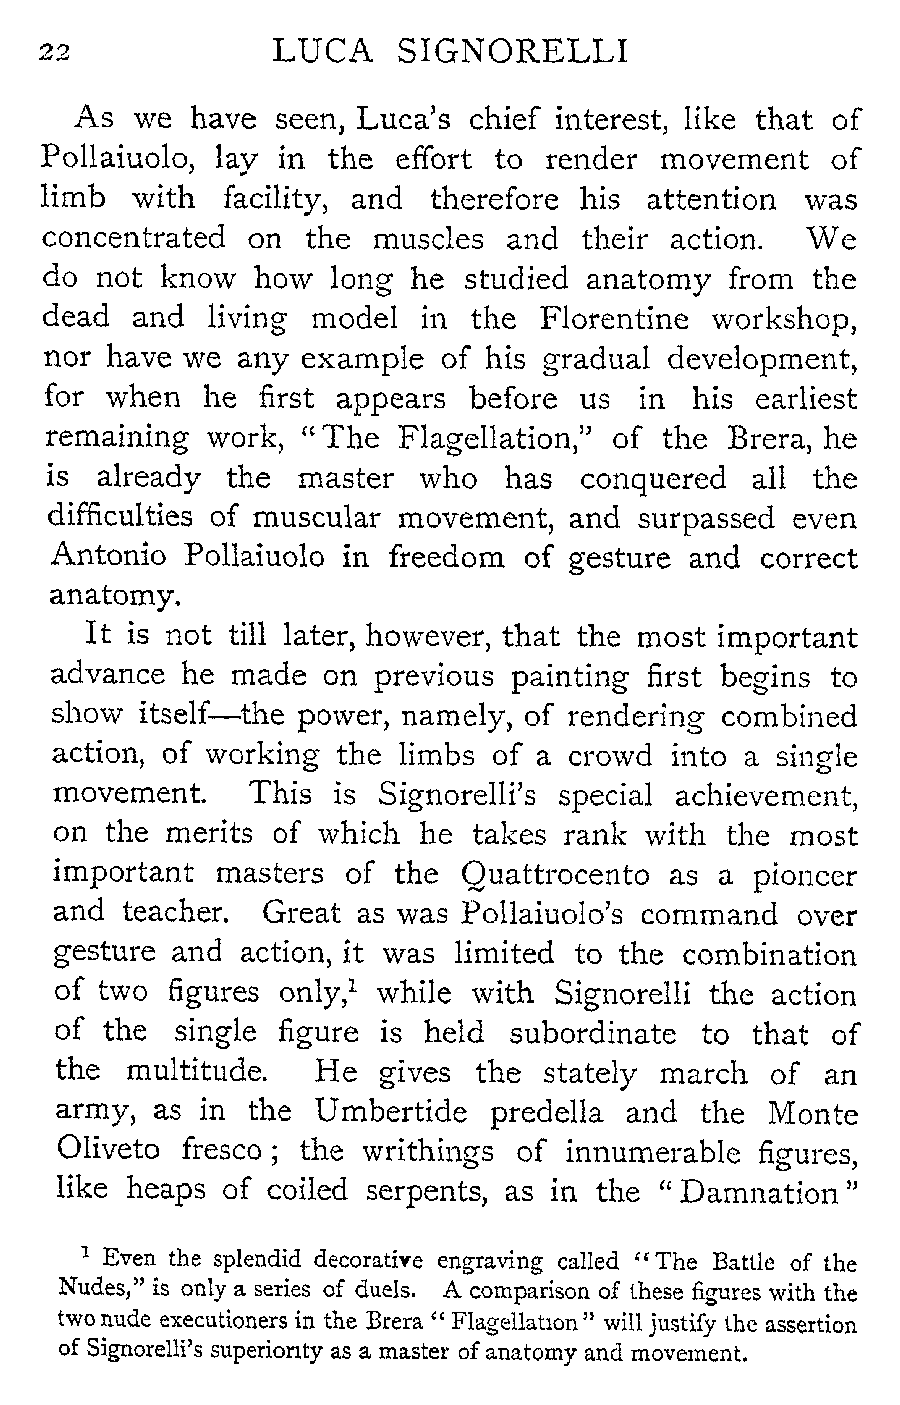 22 LUCA SIGNORELLI
As we have seen, Luca's chief interest, like that of
Pollaiuolo, lay in the effort to render movement of
limb with facility, and therefore his attention was
concentrated on the muscles and their action. We
do not know how long he studied anatomy from the
dead and living model in the Florentine workshop,
nor have we any example of his gradual development,
for when he first appears before us in his earliest
remaining work, "The Flagellation," of the Brera, he
is already the master who has conquered all the
difficulties of muscular movement, and surpassed even
Antonio Pollaiuolo in freedom of gesture and correct
anatomy.
It is not till later, however, that the most important
advance he made on previous painting first begins to
show itself—the power, namely, of rendering combined
action, of working the limbs of a crowd into a single
movement. This is Signorelli's special achievement,
on the merits of which he takes rank with the most
important masters of the Quattrocento as a pioneer
and teacher. Great as was Pollaiuolo's command over
gesture and action, it was limited to the combination
of two figures only,¹ while with Signorelli the action
of the single figure is held subordinate to that of
the multitude. He gives the stately march of an
army, as in the Umbertide predella and the Monte
Oliveto fresco; the writhings of innumerable figures,
like heaps of coiled serpents, as in the "Damnation"
¹ Even the splendid decorative engraving called "The Battle of the
Nudes," is only a series of duels. A comparison of these figures with the
two nude executioners in the Brera "Flagellation" will justify the assertion
of Signorelli's superiority as a master of anatomy and movement.